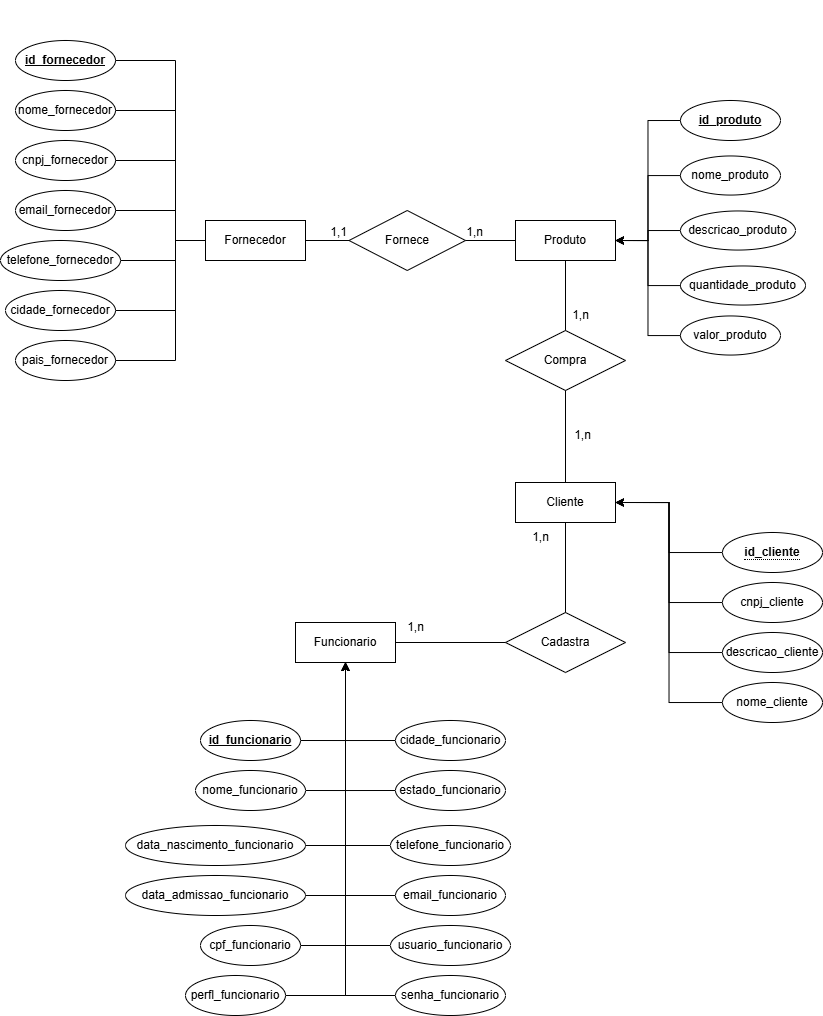 id_fornecedor
nome_fornecedor
cnpj_fornecedor
email_fornecedor
telefone_fornecedor
cidade_fornecedor
pais_fornecedor
Fornecedor
1,1
Fornece
1,n
Produto
id_produto
nome_produto
descricao_produto
quantidade_produto
valor_produto
1,n
Compra
1,n
Cliente
1,n
id_cliente
cnpj_cliente
descricao_cliente
nome_cliente
Funcionario
1,n
Cadastra
id_funcionario
cidade_funcionario
nome_funcionario
estado_funcionario
data_nascimento_funcionario
telefone_funcionario
data_admissao_funcionario
email_funcionario
cpf_funcionario
usuario_funcionario
perfl_funcionario
senha_funcionario